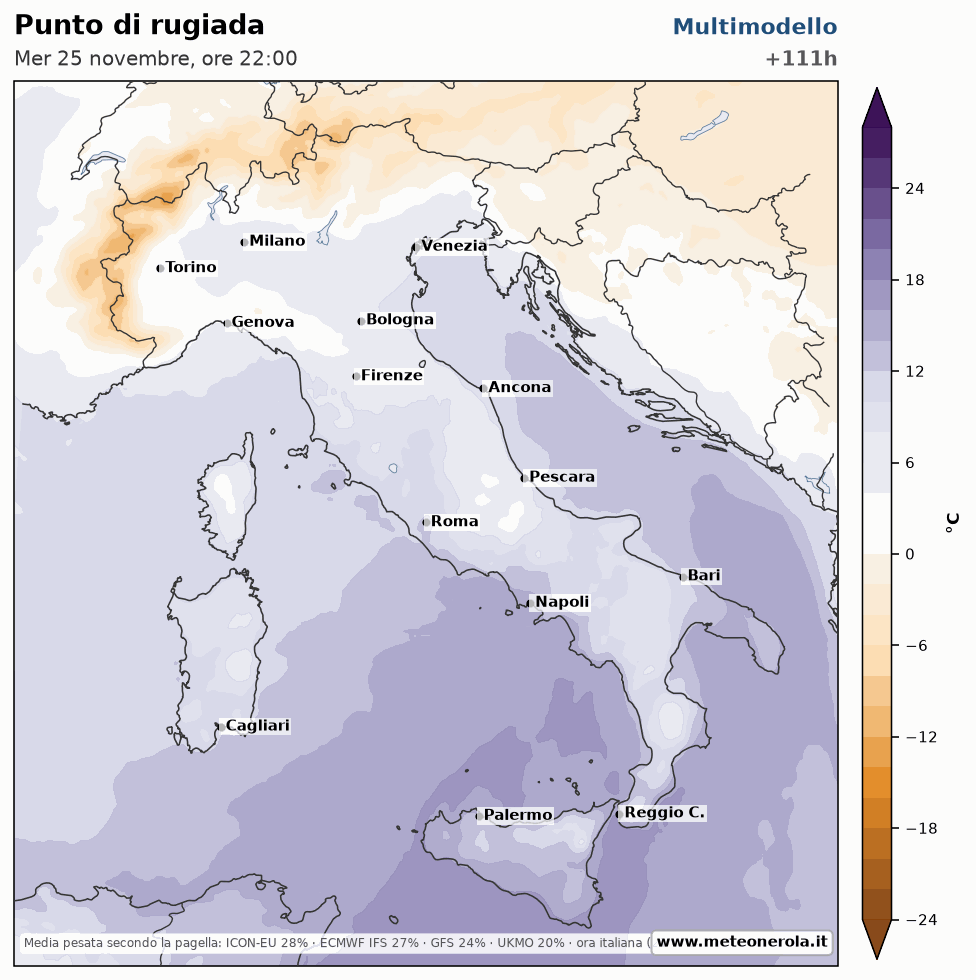 Punto di rugiada
Multimodello
Mer 25 novembre, ore 22:00
+111h
24
Milano
Venezia
Torino
18
Genova
Bologna
Firenze
12
Ancona
6
Pescara
Roma
°C
0
Bari
Napoli
−6
Cagliari
−12
Palermo
Reggio C.
−18
−24
Media pesata secondo la pagella: ICON-EU 28% · ECMWF IFS 27% · GFS 24% · UKMO 20% · ora italiana (
www.meteonerola.it